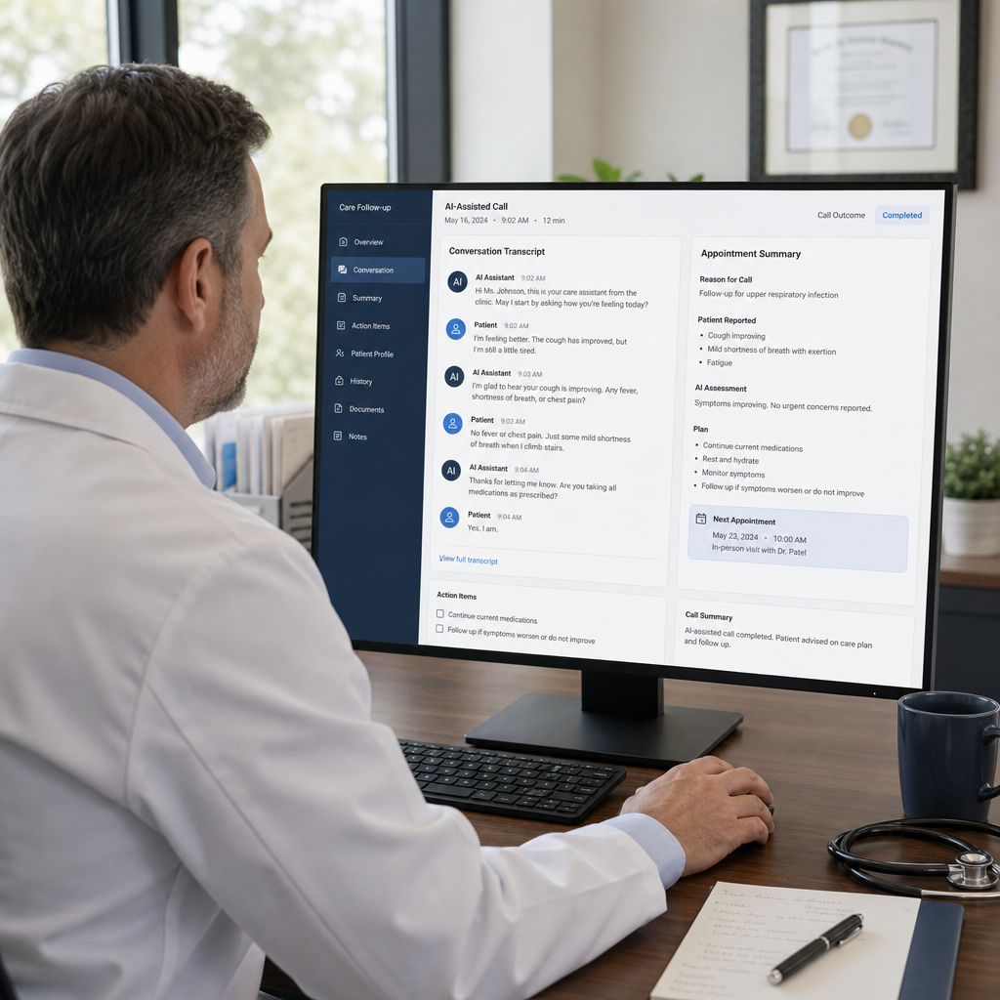 Care Follow-up
Overview
Conversation
Summary
Action Items
Patient Profile
History
Documents
Notes
AI-Assisted Call
May 16, 2024 • 9:02 AM • 12 min
Call Outcome
Completed
Conversation Transcript
AI
AI Assistant 9:02 AM
Hi Ms. Johnson, this is your care assistant from the
clinic. May I start by asking how you're feeling today?
Patient 9:02 AM
I'm feeling better. The cough has improved, but
I'm still a little tired.
AI
AI Assistant 9:03 AM
I'm glad to hear your cough is improving. Any fever,
shortness of breath, or chest pain?
Patient 9:03 AM
No fever or chest pain. Just some mild shortness
of breath when I climb stairs.
AI
AI Assistant 9:04 AM
Thanks for letting me know. Are you taking all
medications as prescribed?
Patient 9:04 AM
Yes, I am.
View full transcript
Action Items
Continue current medications
Follow up if symptoms worsen or do not improve
Appointment Summary
Reason for Call
Follow-up for upper respiratory infection
Patient Reported
• Cough improving
• Mild shortness of breath with exertion
• Fatigue
AI Assessment
Symptoms improving. No urgent concerns reported.
Plan
• Continue current medications
• Rest and hydrate
• Monitor symptoms
• Follow up if symptoms worsen or do not improve
Next Appointment
May 23, 2024 • 10:00 AM
In-person visit with Dr. Patel
Call Summary
AI-assisted call completed. Patient advised on care plan
and follow up.